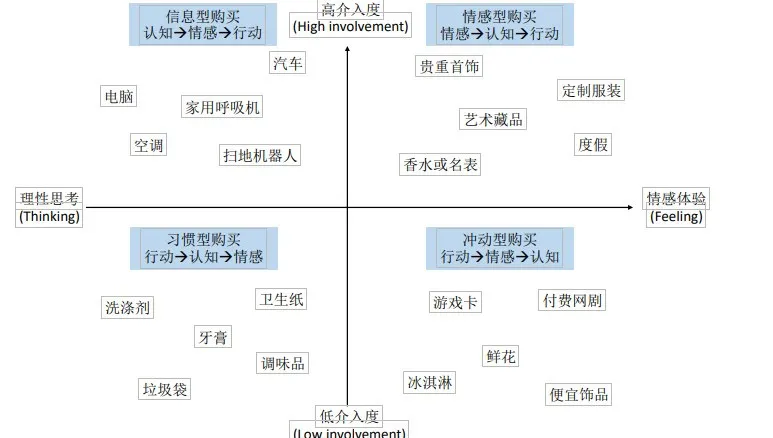 信息型购买
认知→情感→行动
高介入度
(High involvement)
情感型购买
情感→认知→行动
汽车
贵重首饰
电脑
定制服装
家用呼吸机
艺术藏品
空调
度假
扫地机器人
香水或名表
理性思考
(Thinking)
情感体验
(Feeling)
习惯型购买
行动→认知→情感
冲动型购买
行动→情感→认知
洗涤剂
卫生纸
游戏卡
付费网剧
牙膏
鲜花
调味品
垃圾袋
冰淇淋
便宜饰品
低介入度
(Low involvement)